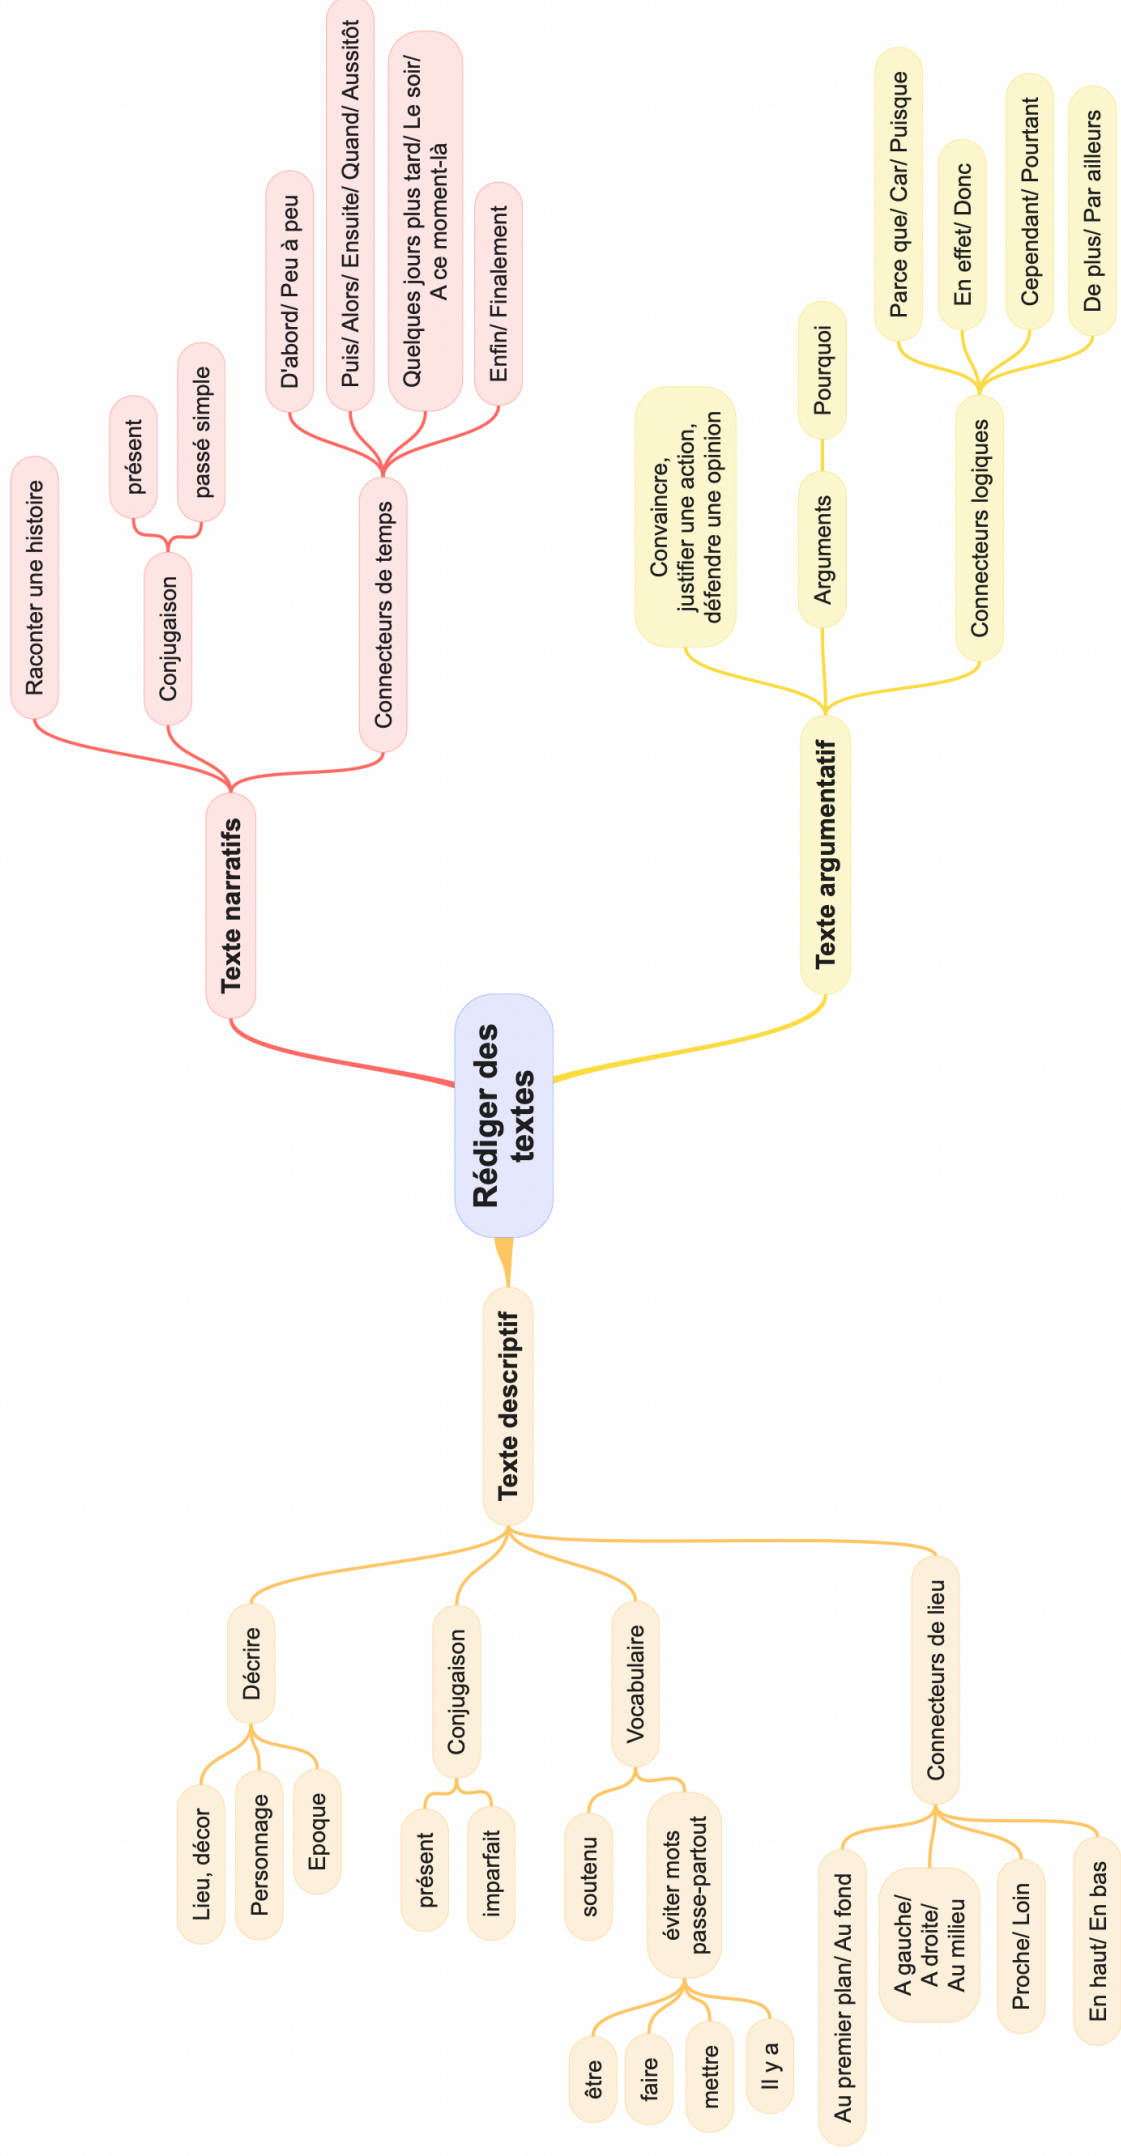 Rédiger des
textes
Texte narratifs
Raconter une histoire
Conjugaison
présent
passé simple
Connecteurs de temps
D'abord/ Peu à peu
Puis/ Alors/ Ensuite/ Quand/ Aussitôt
Quelques jours plus tard/ Le soir/
A ce moment-là
Enfin/ Finalement
Texte argumentatif
Convaincre,
justifier une action,
défendre une opinion
Arguments
Pourquoi
Connecteurs logiques
Parce que/ Car/ Puisque
En effet/ Donc
Cependant/ Pourtant
De plus/ Par ailleurs
Texte descriptif
Décrire
Lieu, décor
Personnage
Epoque
Conjugaison
présent
imparfait
Vocabulaire
soutenu
éviter mots
passe-partout
être
faire
mettre
Il y a
Connecteurs de lieu
Au premier plan/ Au fond
A gauche/
A droite/
Au milieu
Proche/ Loin
En haut/ En bas